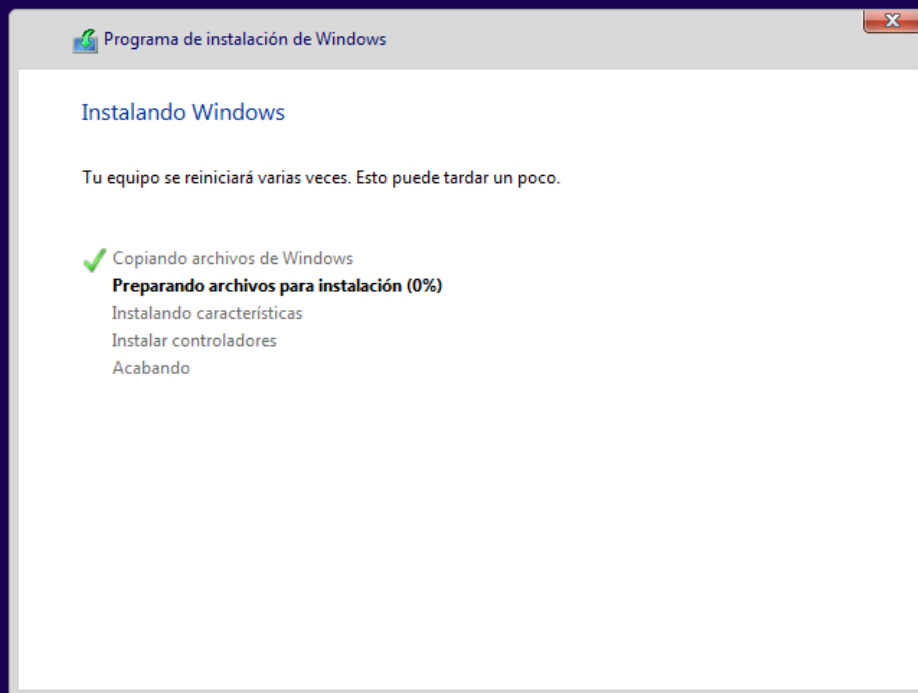 Programa de instalación de Windows
Instalando Windows
Tu equipo se reiniciará varias veces. Esto puede tardar un poco.
Copiando archivos de Windows
Preparando archivos para instalación (0%)
Instalando características
Instalar controladores
Acabando